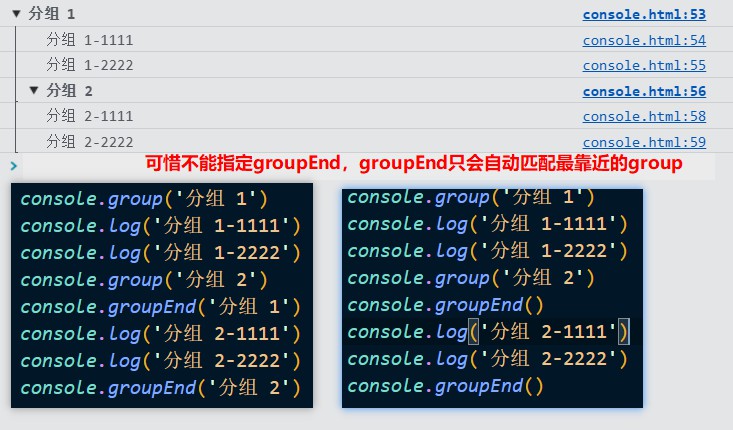 ▼ 分组 1 console.html:53
分组 1-1111 console.html:54
分组 1-2222 console.html:55
▼ 分组 2 console.html:56
分组 2-1111 console.html:58
分组 2-2222 console.html:59
> 可惜不能指定groupEnd，groupEnd只会自动匹配最靠近的group
console.group('分组 1')
console.log('分组 1-1111')
console.log('分组 1-2222')
console.group('分组 2')
console.groupEnd('分组 1')
console.log('分组 2-1111')
console.log('分组 2-2222')
console.groupEnd('分组 2')
console.group('分组 1')
console.log('分组 1-1111')
console.log('分组 1-2222')
console.group('分组 2')
console.groupEnd()
console.log('分组 2-1111')
console.log('分组 2-2222')
console.groupEnd()